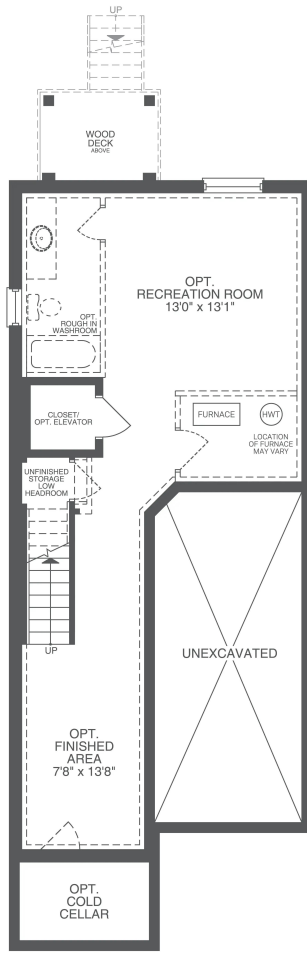 UP
WOOD
DECK
ABOVE
OPT.
RECREATION ROOM
13'0" x 13'1"
OPT.
ROUGH IN
WASHROOM
CLOSET/
OPT. ELEVATOR
FURNACE
HWT
LOCATION
OF FURNACE
MAY VARY
UNFINISHED
STORAGE
LOW
HEADROOM
UP
UNEXCAVATED
OPT.
FINISHED
AREA
7'8" x 13'8"
OPT.
COLD
CELLAR